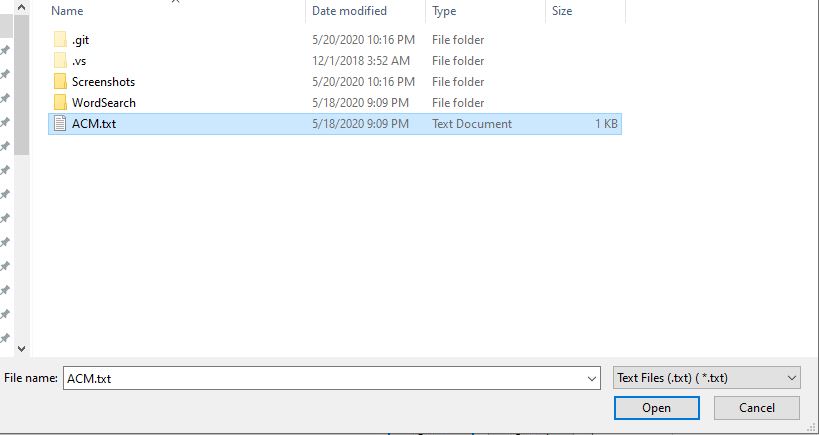 Name Date modified Type Size
.git 5/20/2020 10:16 PM File folder
.vs 12/1/2018 3:52 AM File folder
Screenshots 5/20/2020 10:16 PM File folder
WordSearch 5/18/2020 9:09 PM File folder
ACM.txt 5/18/2020 9:09 PM Text Document 1 KB
File name: ACM.txt Text Files (.txt) ( *.txt)
Open Cancel